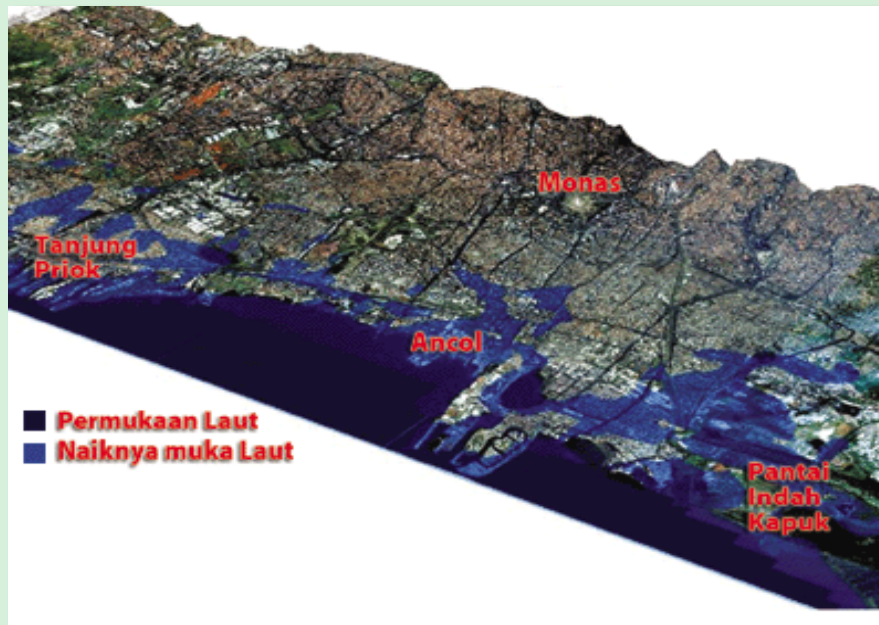 Monas
Tanjung
Priok
Ancol
Permukaan Laut
Naiknya muka Laut
Pantai
Indah
Kapuk